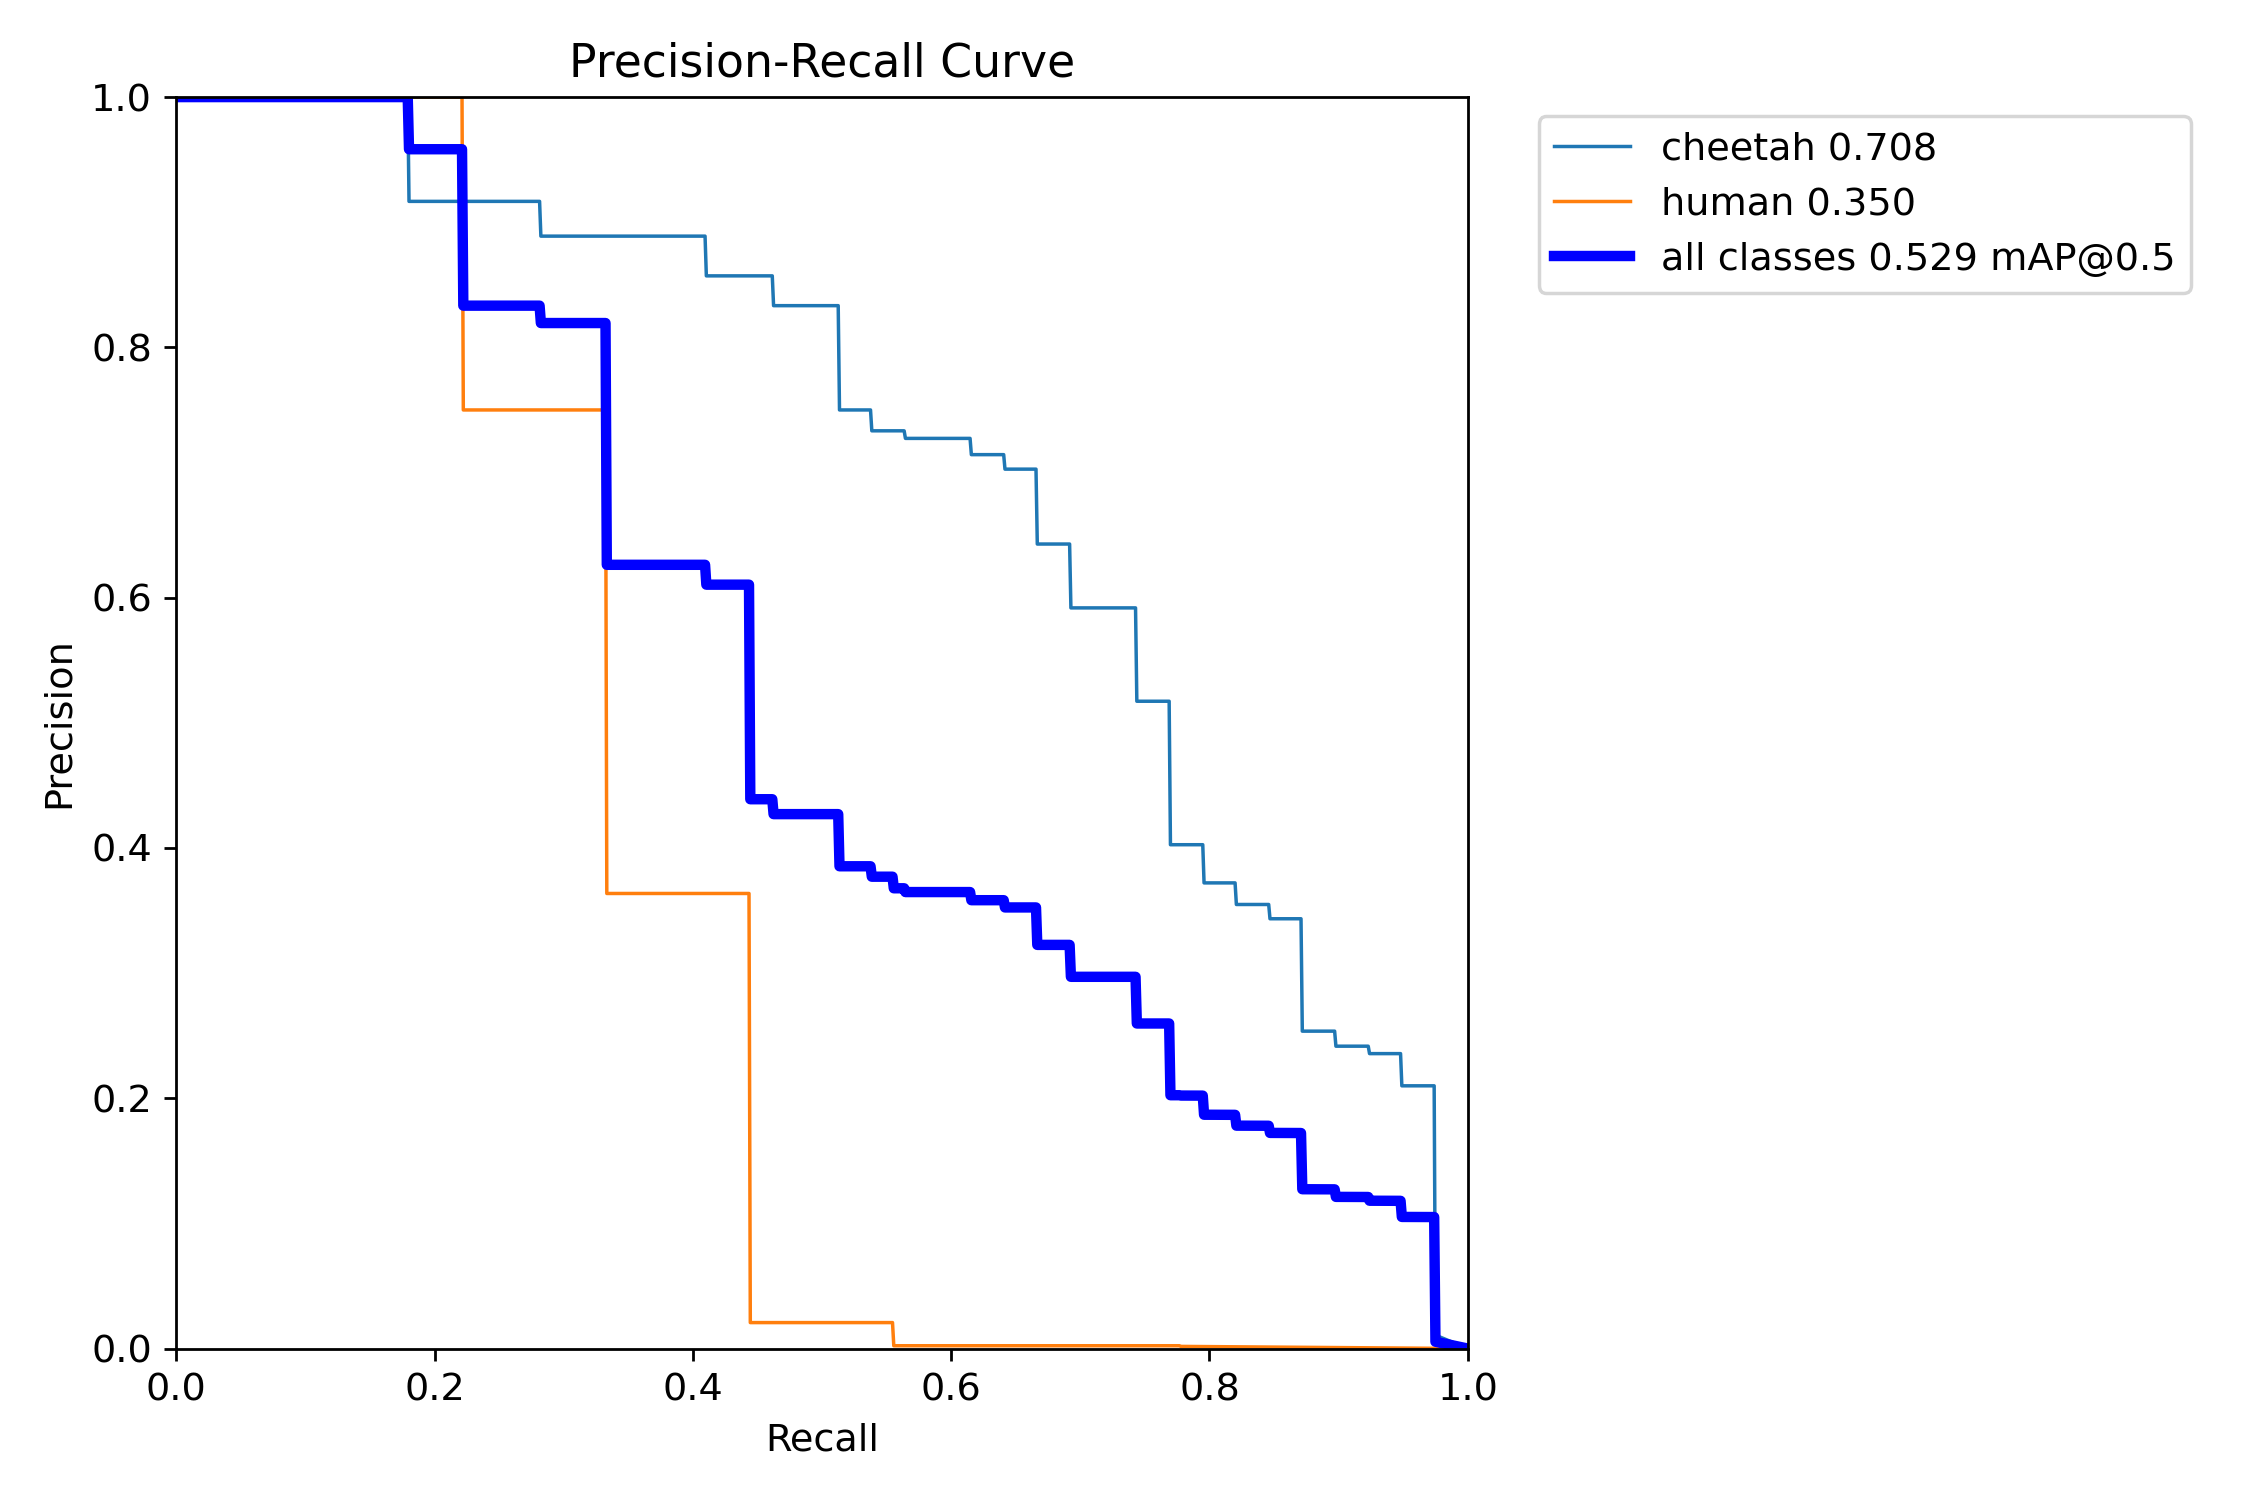 Precision-Recall Curve
1.0
0.8
0.6
0.4
0.2
0.0
Precision
0.0 0.2 0.4 0.6 0.8 1.0
Recall
cheetah 0.708
human 0.350
all classes 0.529 mAP@0.5